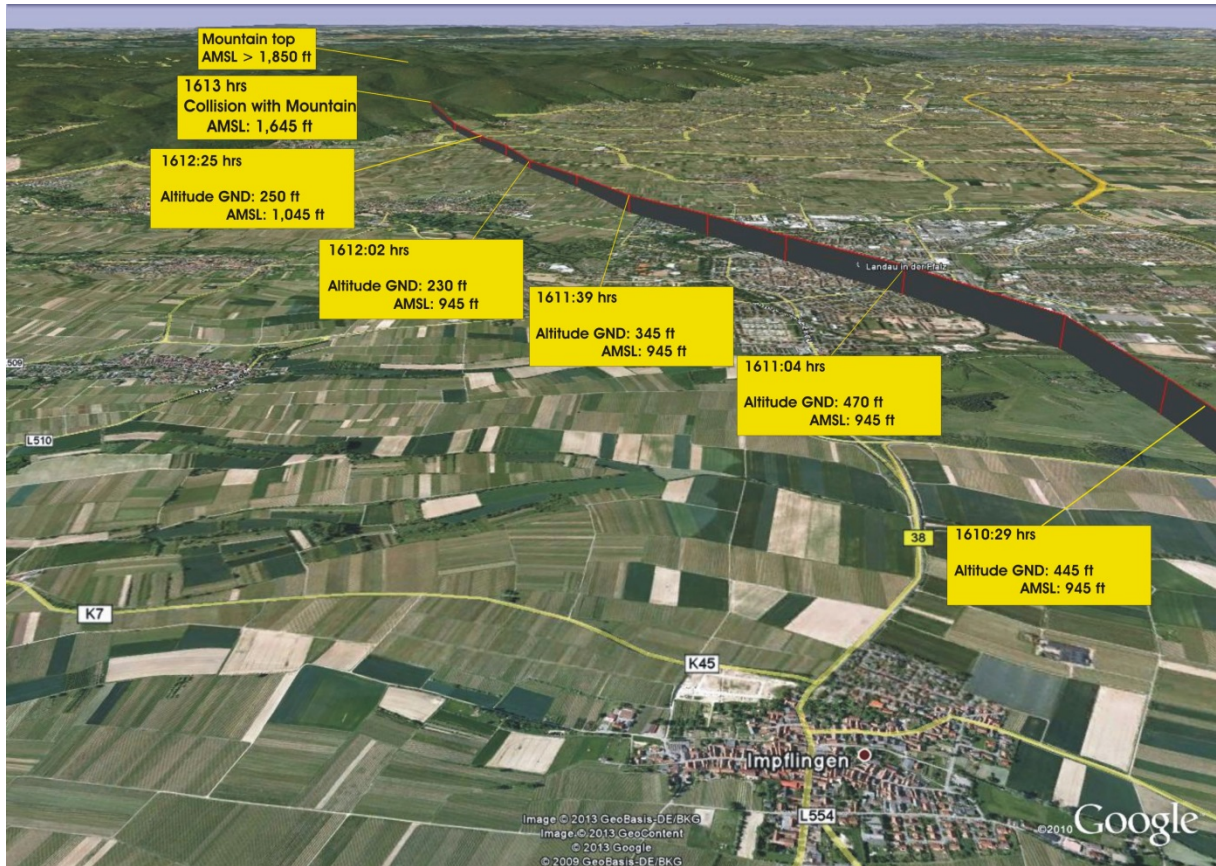 Mountain top
AMSL > 1,850 ft
1613 hrs
Collision with Mountain
AMSL: 1,645 ft
1612:25 hrs
Altitude GND: 250 ft
AMSL: 1,045 ft
1612:02 hrs
Altitude GND: 230 ft
AMSL: 945 ft
1611:39 hrs
Altitude GND: 345 ft
AMSL: 945 ft
Landau in der Pfalz
1611:04 hrs
Altitude GND: 470 ft
AMSL: 945 ft
509
L510
38
1610:29 hrs
Altitude GND: 445 ft
AMSL: 945 ft
K7
K45
Impflingen
L554
Image © 2013 GeoBasis-DE/BKG
Image © 2013 GeoContent
© 2013 Google
© 2009 GeoBasis-DE/BKG
©2010 Google